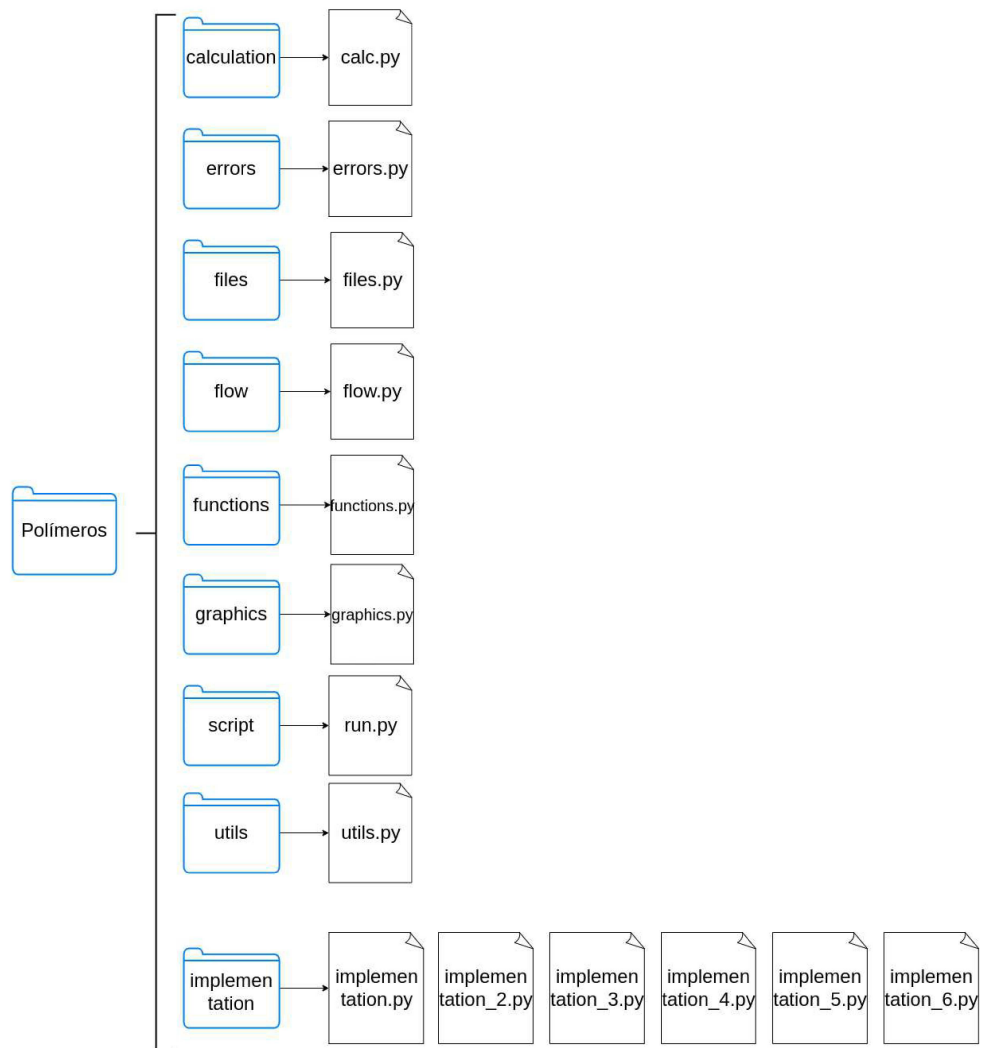 calculation
calc.py
errors
errors.py
files
files.py
flow
flow.py
Polímeros
functions
functions.py
graphics
graphics.py
script
run.py
utils
utils.py
implemen
tation
implemen
tation.py
implemen
tation_2.py
implemen
tation_3.py
implemen
tation_4.py
implemen
tation_5.py
implemen
tation_6.py